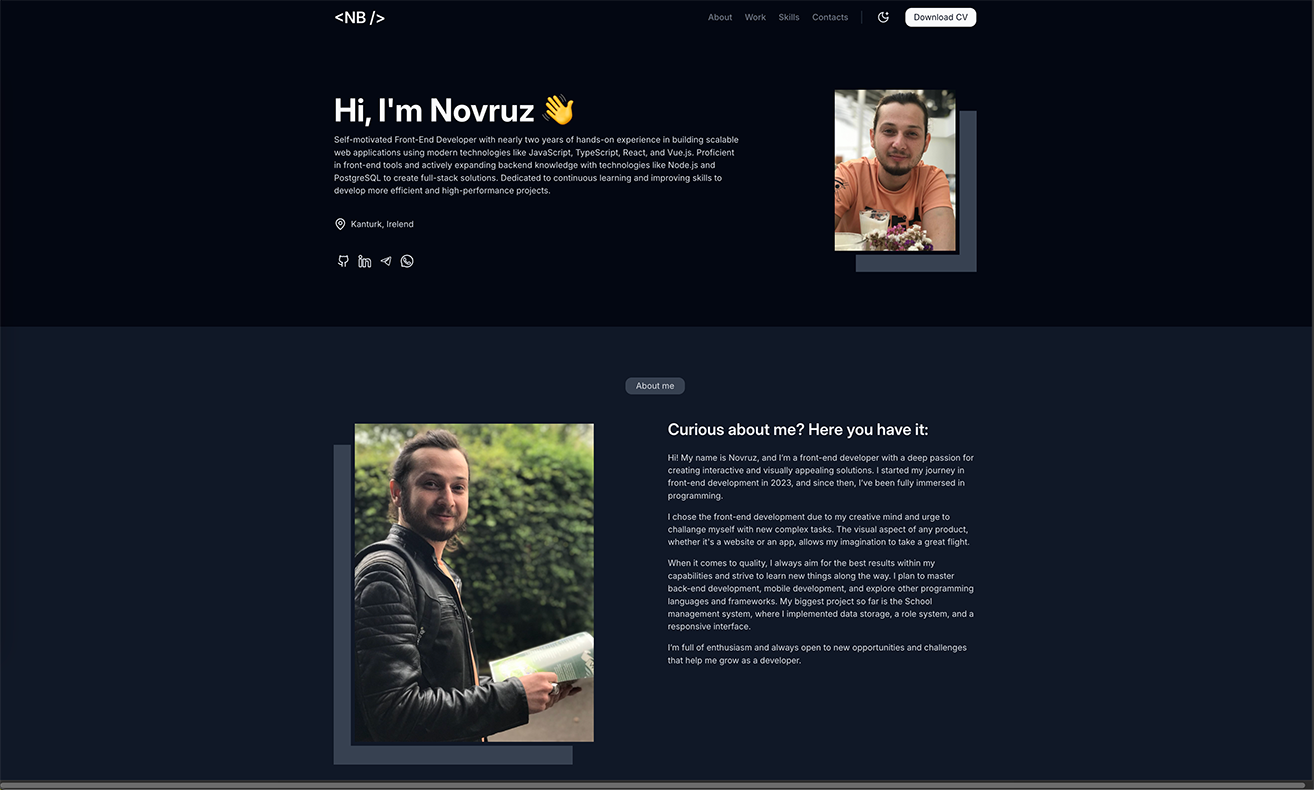 <NB />
About Work Skills Contacts Download CV
Hi, I'm Novruz 👋
Self-motivated Front-End Developer with nearly two years of hands-on experience in building scalable
web applications using modern technologies like JavaScript, TypeScript, React, and Vue.js. Proficient
in front-end tools and actively expanding backend knowledge with technologies like Node.js and
PostgreSQL to create full-stack solutions. Dedicated to continuous learning and improving skills to
develop more efficient and high-performance projects.
Kanturk, Irelend
About me
Curious about me? Here you have it:
Hi! My name is Novruz, and I'm a front-end developer with a deep passion for
creating interactive and visually appealing solutions. I started my journey in
front-end development in 2023, and since then, I've been fully immersed in
programming.
I chose the front-end development due to my creative mind and urge to
challange myself with new complex tasks. The visual aspect of any product,
whether it's a website or an app, allows my imagination to take a great flight.
When it comes to quality, I always aim for the best results within my
capabilities and strive to learn new things along the way. I plan to master
back-end development, mobile development, and explore other programming
languages and frameworks. My biggest project so far is the School
management system, where I implemented data storage, a role system, and a
responsive interface.
I'm full of enthusiasm and always open to new opportunities and challenges
that help me grow as a developer.